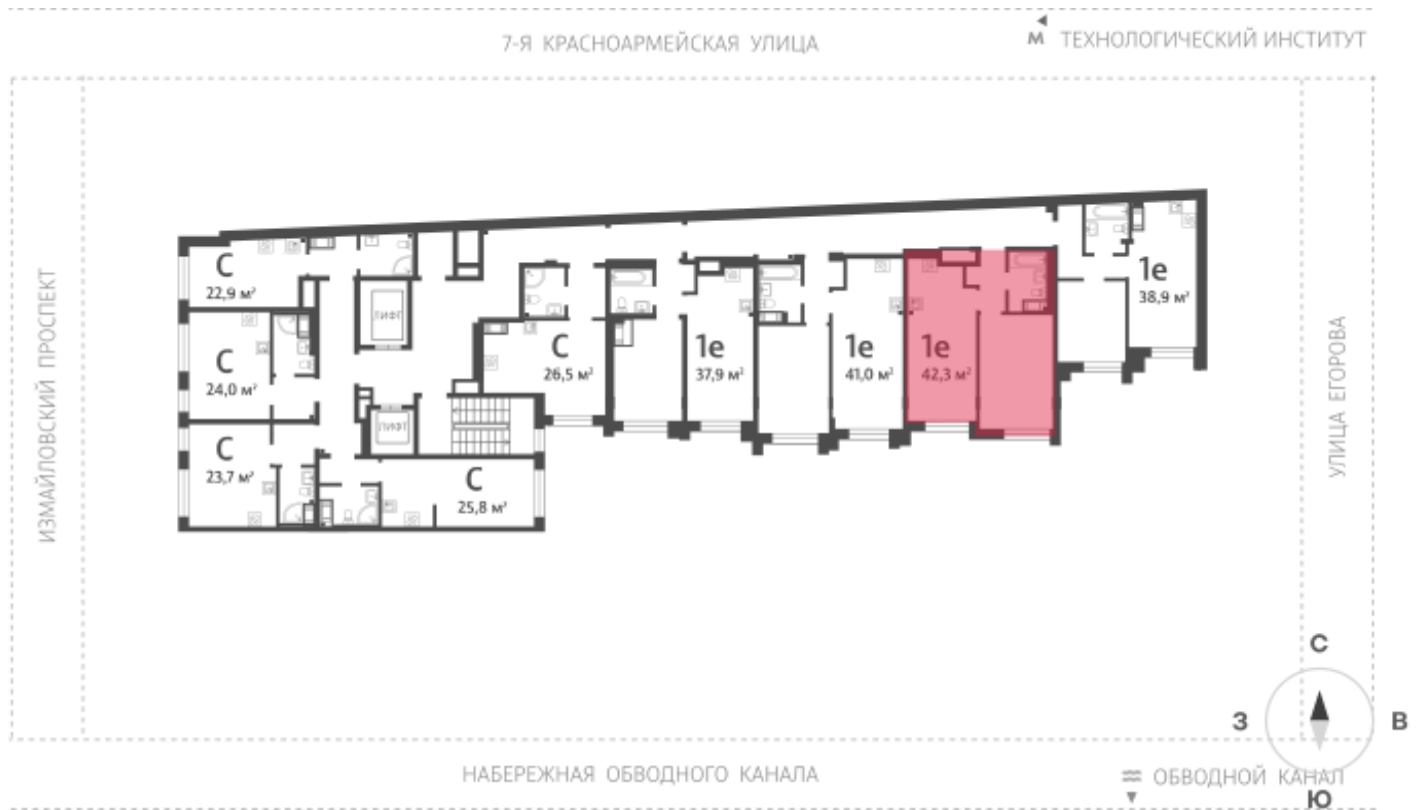 7-Я КРАСНОАРМЕЙСКАЯ УЛИЦА
М ТЕХНОЛОГИЧЕСКИЙ ИНСТИТУТ
ИЗМАЙЛОВСКИЙ ПРОСПЕКТ
С
22,9 м²
ЛИФТ
С
24,0 м²
С
26,5 м²
1е
37,9 м²
1е
41,0 м²
1е
42,3 м²
1е
38,9 м²
ЛИФТ
С
23,7 м²
С
25,8 м²
УЛИЦА ЕГОРОВА
С
З
В
Ю
НАБЕРЕЖНАЯ ОБВОДНОГО КАНАЛА
ОБВОДНОЙ КАНАЛ